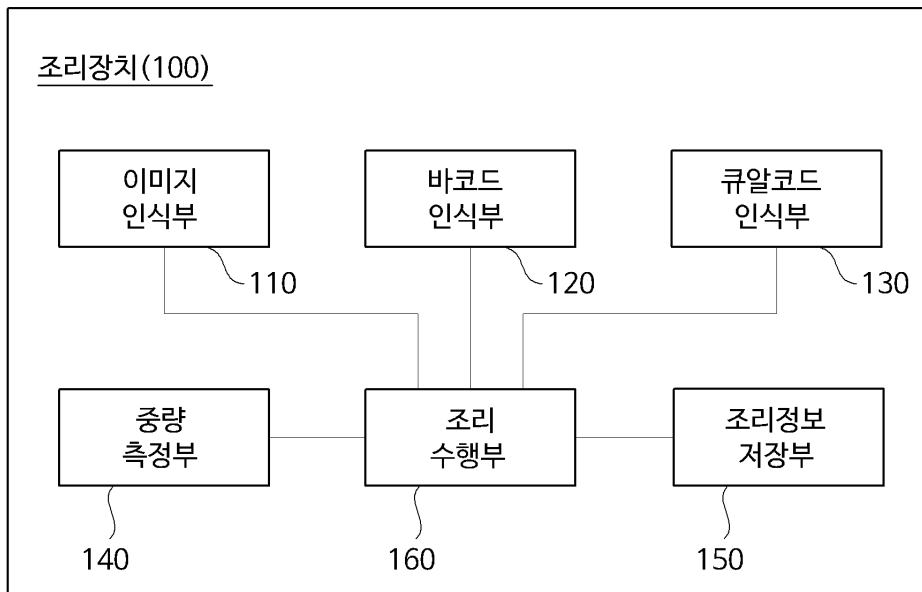 조리장치(100)
이미지
인식부
110
바코드
인식부
120
큐알코드
인식부
130
중량
측정부
140
조리
수행부
160
조리정보
저장부
150